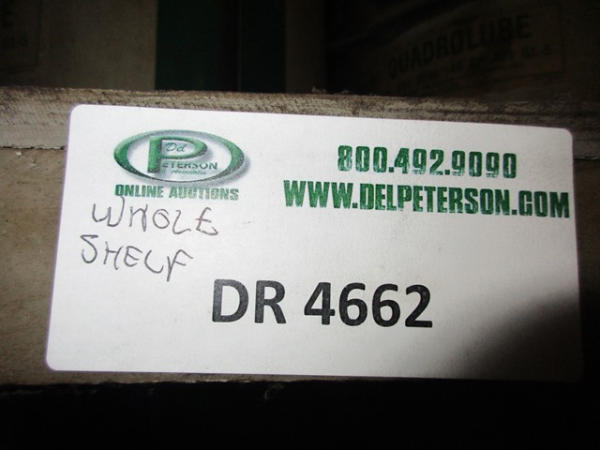 QUADROLUBE
Del
PETERSON
ONLINE AUCTIONS
800.492.9090
WWW.DELPETERSON.COM
WHOLE
SHELF
DR 4662